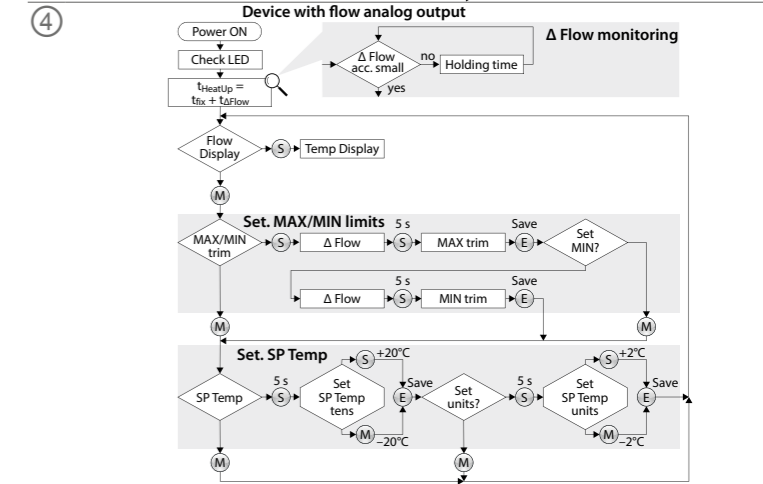 ④
Device with flow analog output
Power ON
Check LED
tHeatUp =
tfix + tΔFlow
Δ Flow monitoring
Δ Flow
acc. small
no
Holding time
yes
Flow
Display
S
Temp Display
M
Set. MAX/MIN limits
MAX/MIN
trim
S
Δ Flow
5 s
S
MAX trim
Save
E
Set
MIN?
Δ Flow
5 s
S
MIN trim
Save
E
M
M
Set. SP Temp
SP Temp
5 s
S
Set
SP Temp
tens
S
+20°C
M
–20°C
Save
E
Set
units?
5 s
S
Set
SP Temp
units
S
+2°C
M
–2°C
Save
E
M
M